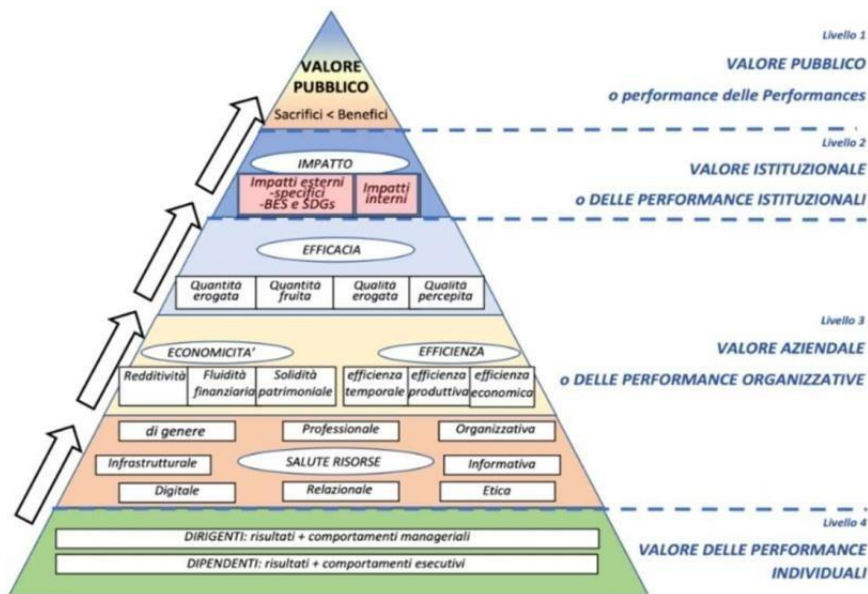 Livello 1
VALORE PUBBLICO
o performance delle Performances
VALORE
PUBBLICO
Sacrifici < Benefici
Livello 2
VALORE ISTITUZIONALE
o DELLE PERFORMANCE ISTITUZIONALI
IMPATTO
Impatti esterni
-specifici
-BES e SDGs
Impatti
interni
EFFICACIA
Quantità
erogata
Quantità
fruita
Qualità
erogata
Qualità
percepita
Livello 3
VALORE AZIENDALE
o DELLE PERFORMANCE ORGANIZZATIVE
ECONOMICITA'
EFFICIENZA
Redditività
Fluidità
finanziaria
Solidità
patrimoniale
efficienza
temporale
efficienza
produttiva
efficienza
economica
di genere
Professionale
Organizzativa
Infrastrutturale
SALUTE RISORSE
Informativa
Digitale
Relazionale
Etica
Livello 4
VALORE DELLE PERFORMANCE
INDIVIDUALI
DIRIGENTI: risultati + comportamenti manageriali
DIPENDENTI: risultati + comportamenti esecutivi